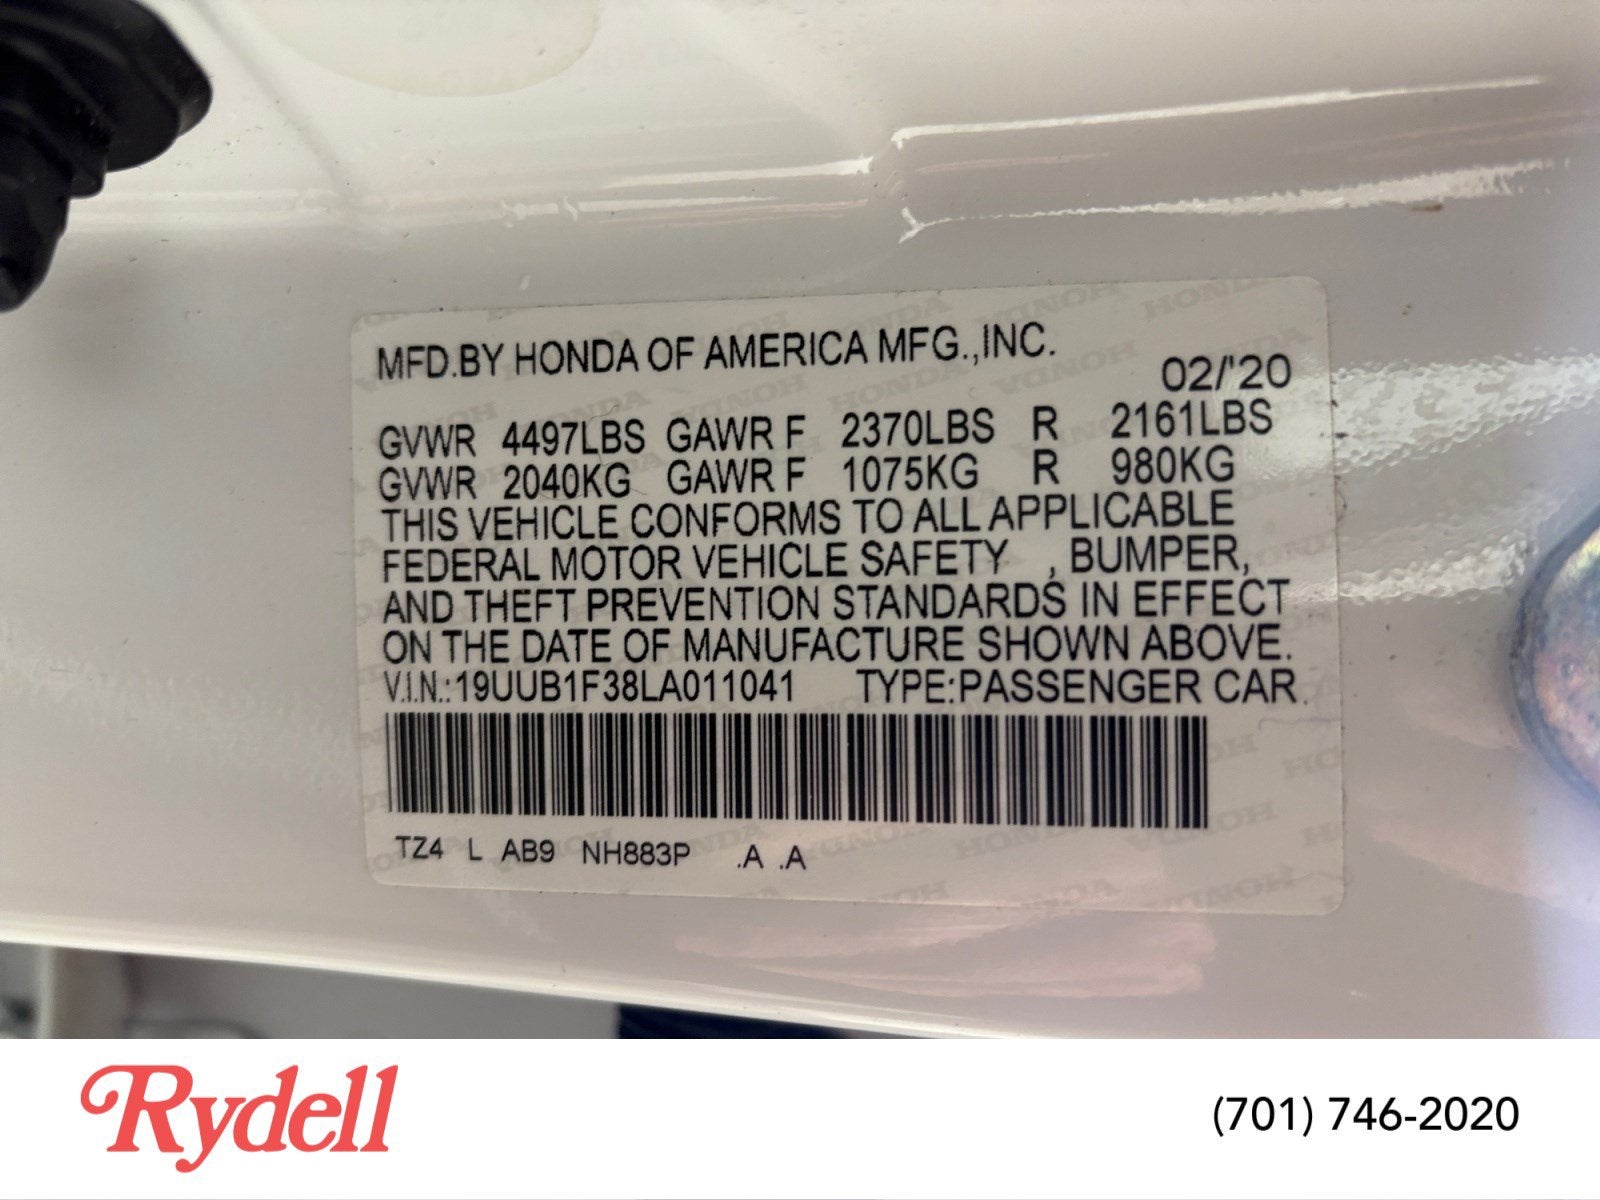 MFD.BY HONDA OF AMERICA MFG.,INC.
02/'20
GVWR 4497LBS GAWR F 2370LBS R 2161LBS
GVWR 2040KG GAWR F 1075KG R 980KG
THIS VEHICLE CONFORMS TO ALL APPLICABLE
FEDERAL MOTOR VEHICLE SAFETY , BUMPER,
AND THEFT PREVENTION STANDARDS IN EFFECT
ON THE DATE OF MANUFACTURE SHOWN ABOVE.
V.I.N.:19UUB1F38LA011041 TYPE:PASSENGER CAR.
TZ4 L AB9 NH883P .A .A
Rydell
(701) 746-2020